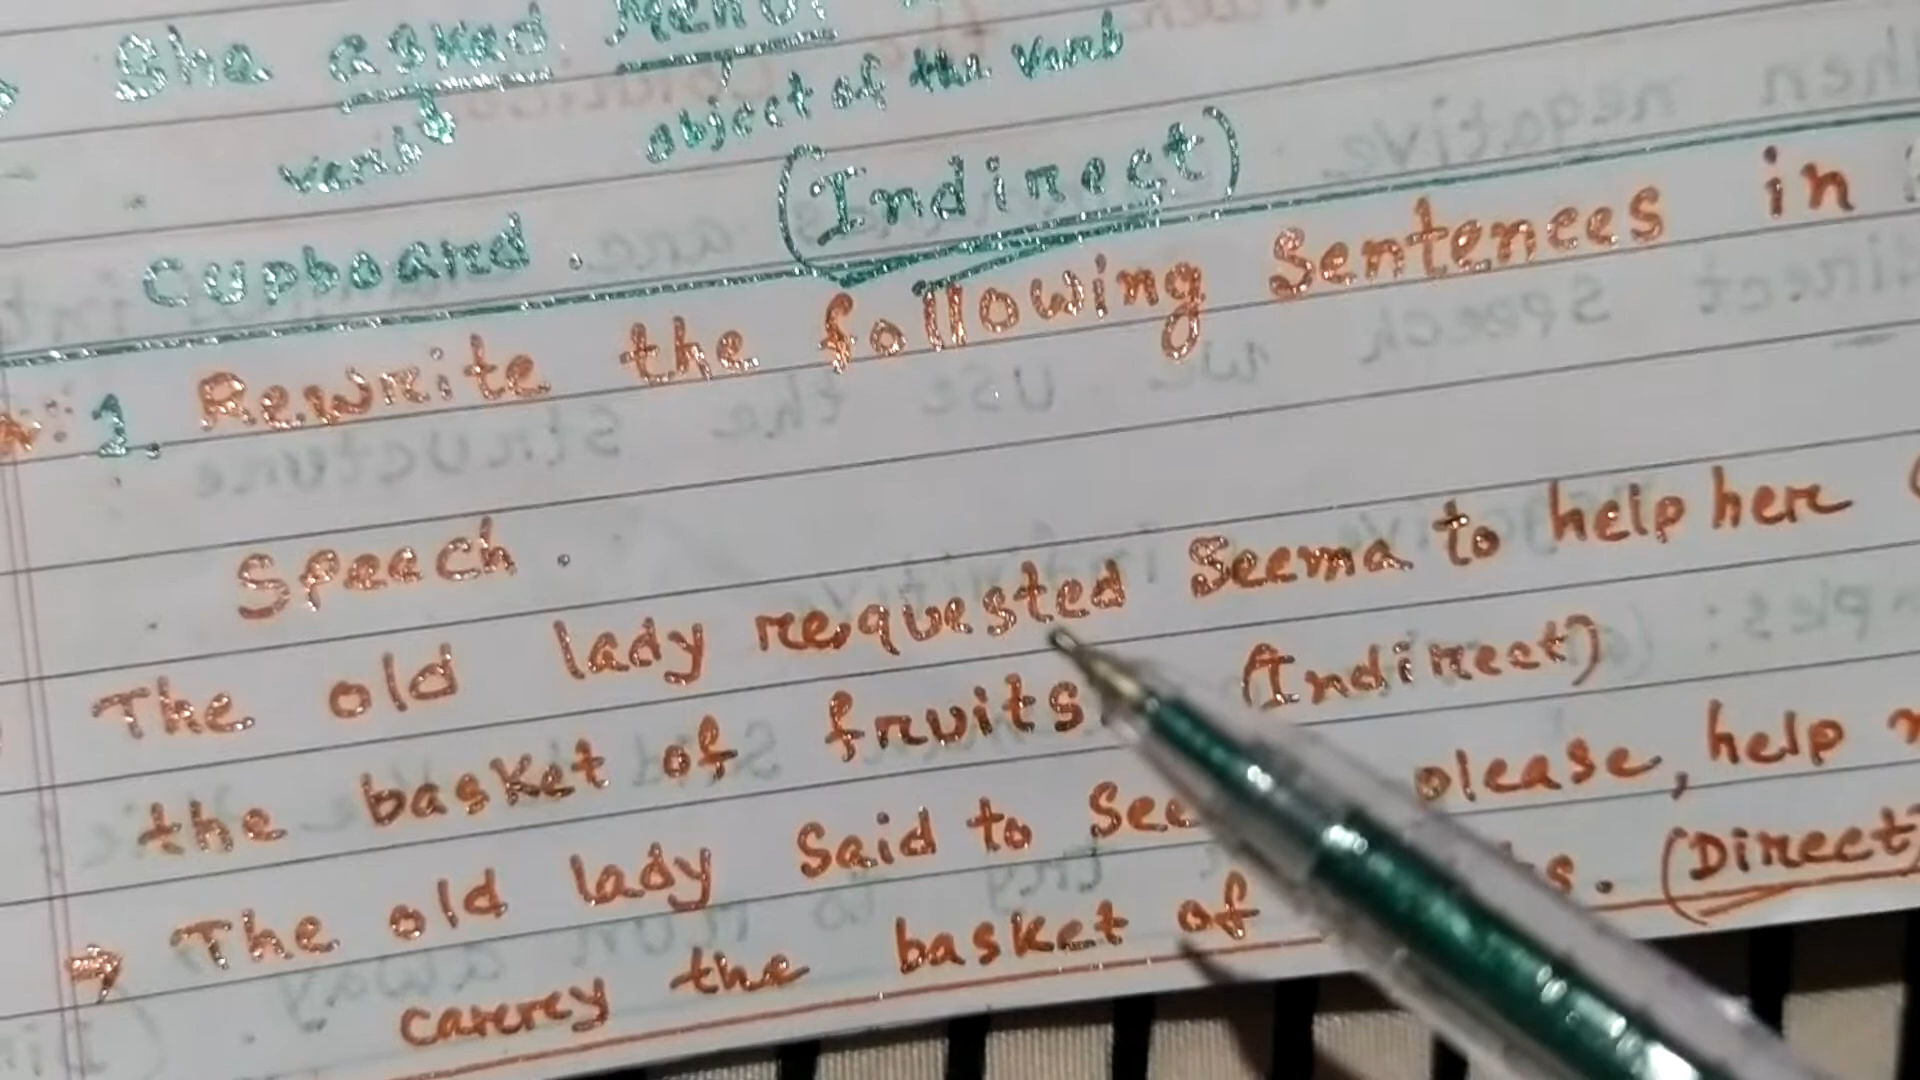 She asked
verb object of the verb
Cupboard. (Indirect)
1. Rewrite the following Sentences in
Speech.
The old lady requested Seema to help her
the basket of fruits. (Indirect)
→ The old lady said to please, help
carry the basket of (Direct)